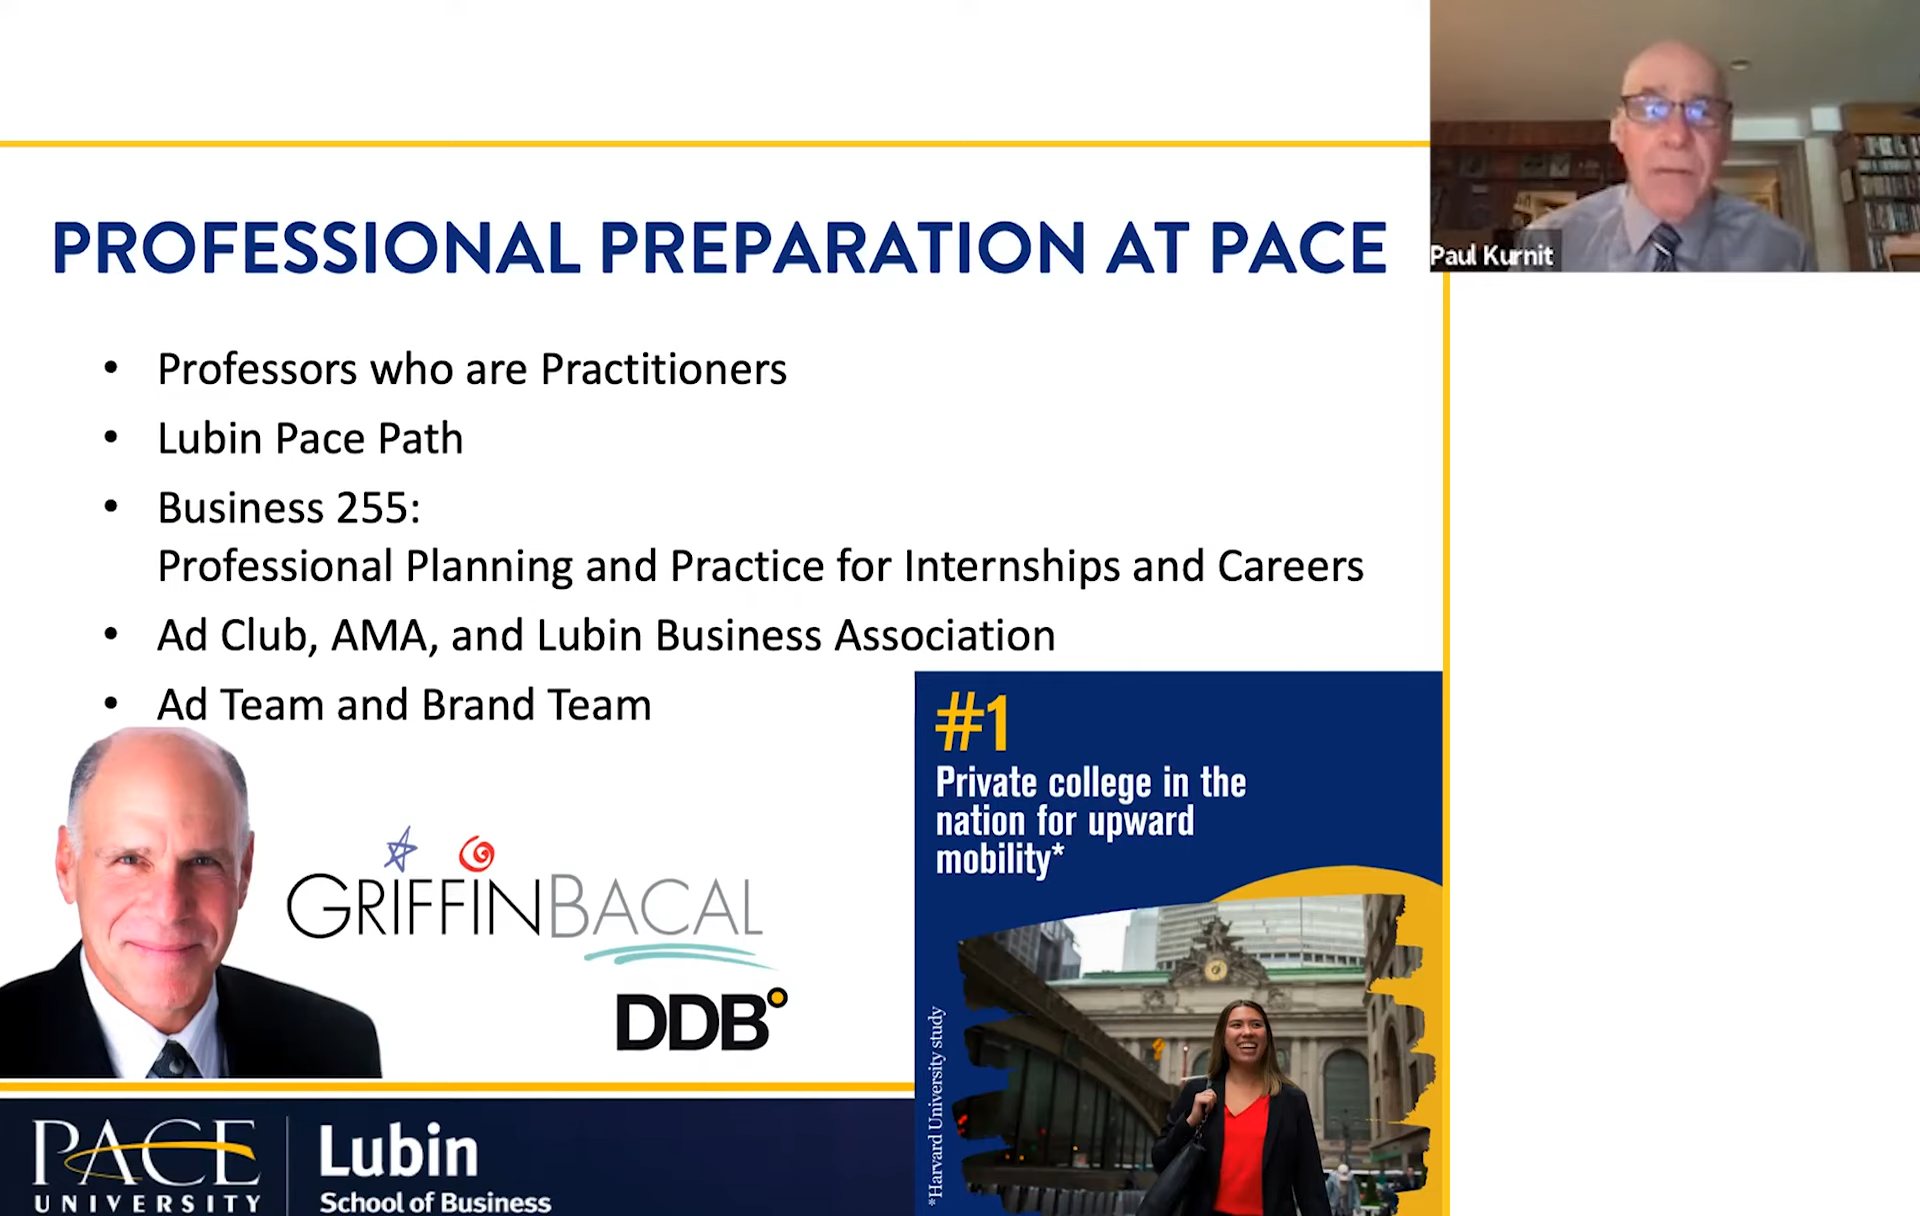 PROFESSIONAL PREPARATION AT PACE
Paul Kurnit
• Professors who are Practitioners
• Lubin Pace Path
• Business 255:
Professional Planning and Practice for Internships and Careers
• Ad Club, AMA, and Lubin Business Association
• Ad Team and Brand Team
GRIFFINBACAL
DDB°
#1
Private college in the
nation for upward
mobility*
*Harvard University study
PACE
UNIVERSITY
Lubin
School of Business